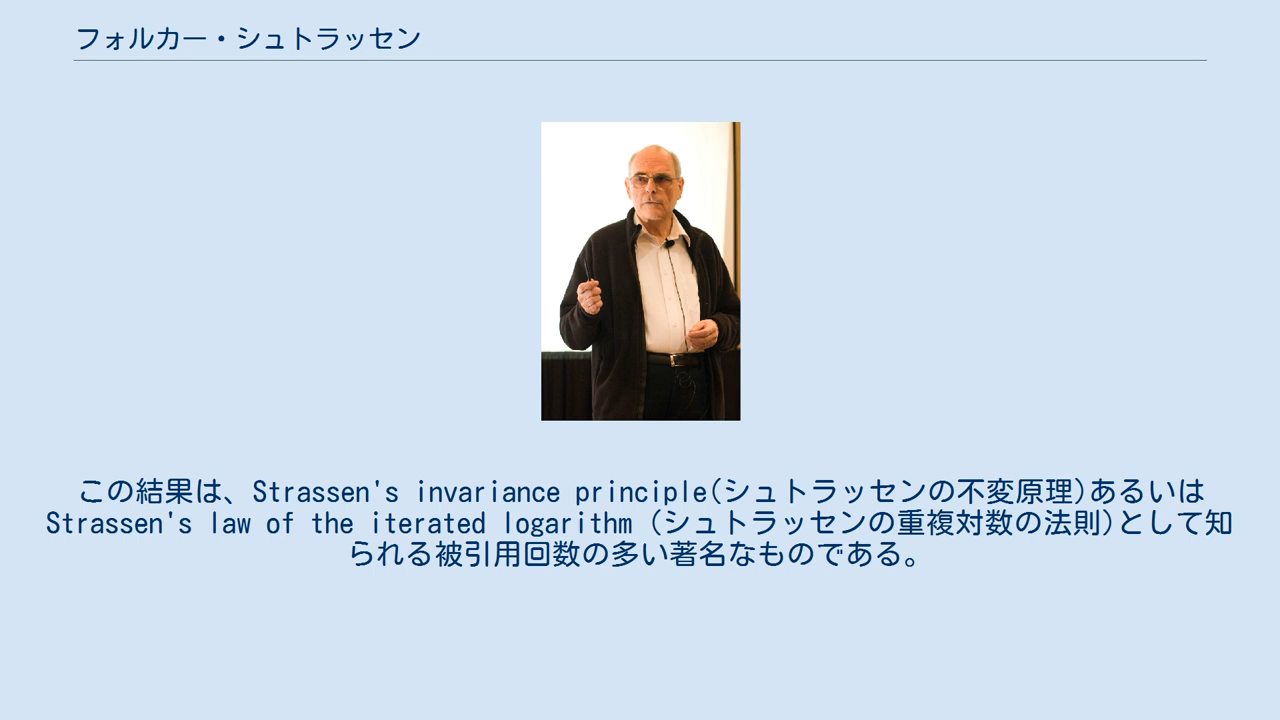 フォルカー・シュトラッセン
この結果は、Strassen's invariance principle(シュトラッセンの不変原理)あるいは
Strassen's law of the iterated logarithm (シュトラッセンの重複対数の法則)として知
られる被引用回数の多い著名なものである。